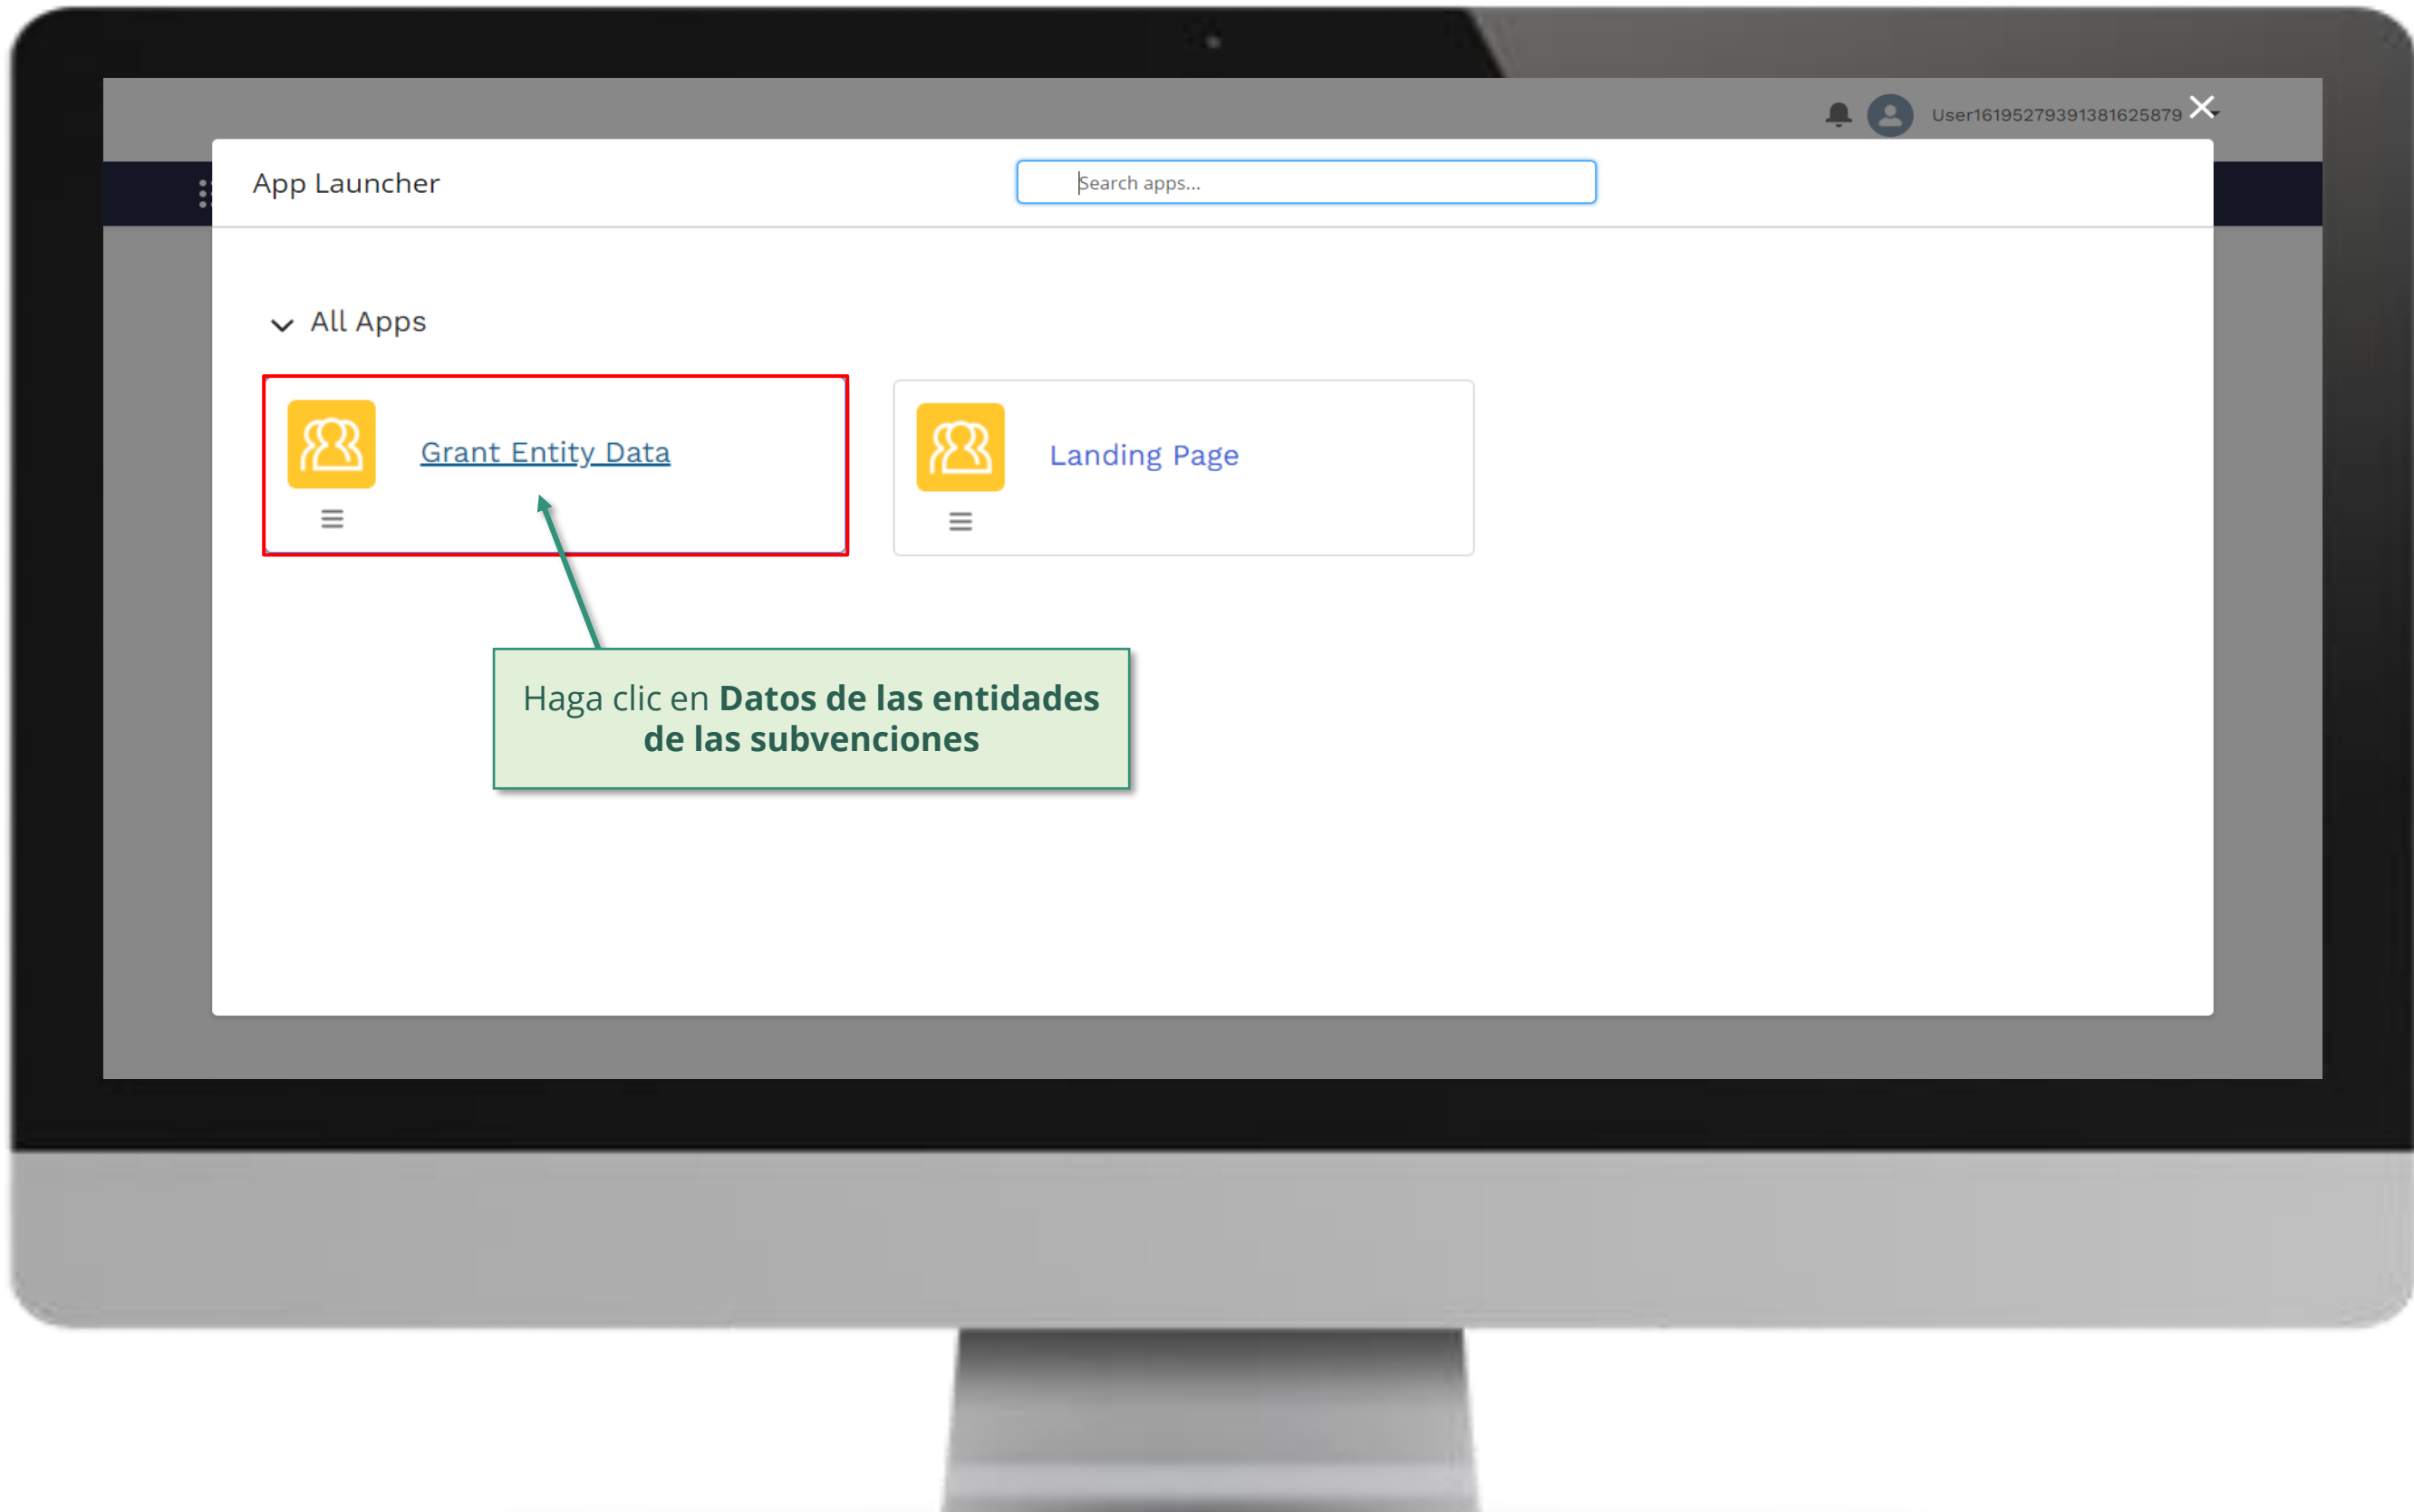 User16195279391381625879
App Launcher
Search apps...
All Apps
Grant Entity Data
Landing Page
Haga clic en Datos de las entidades
de las subvenciones